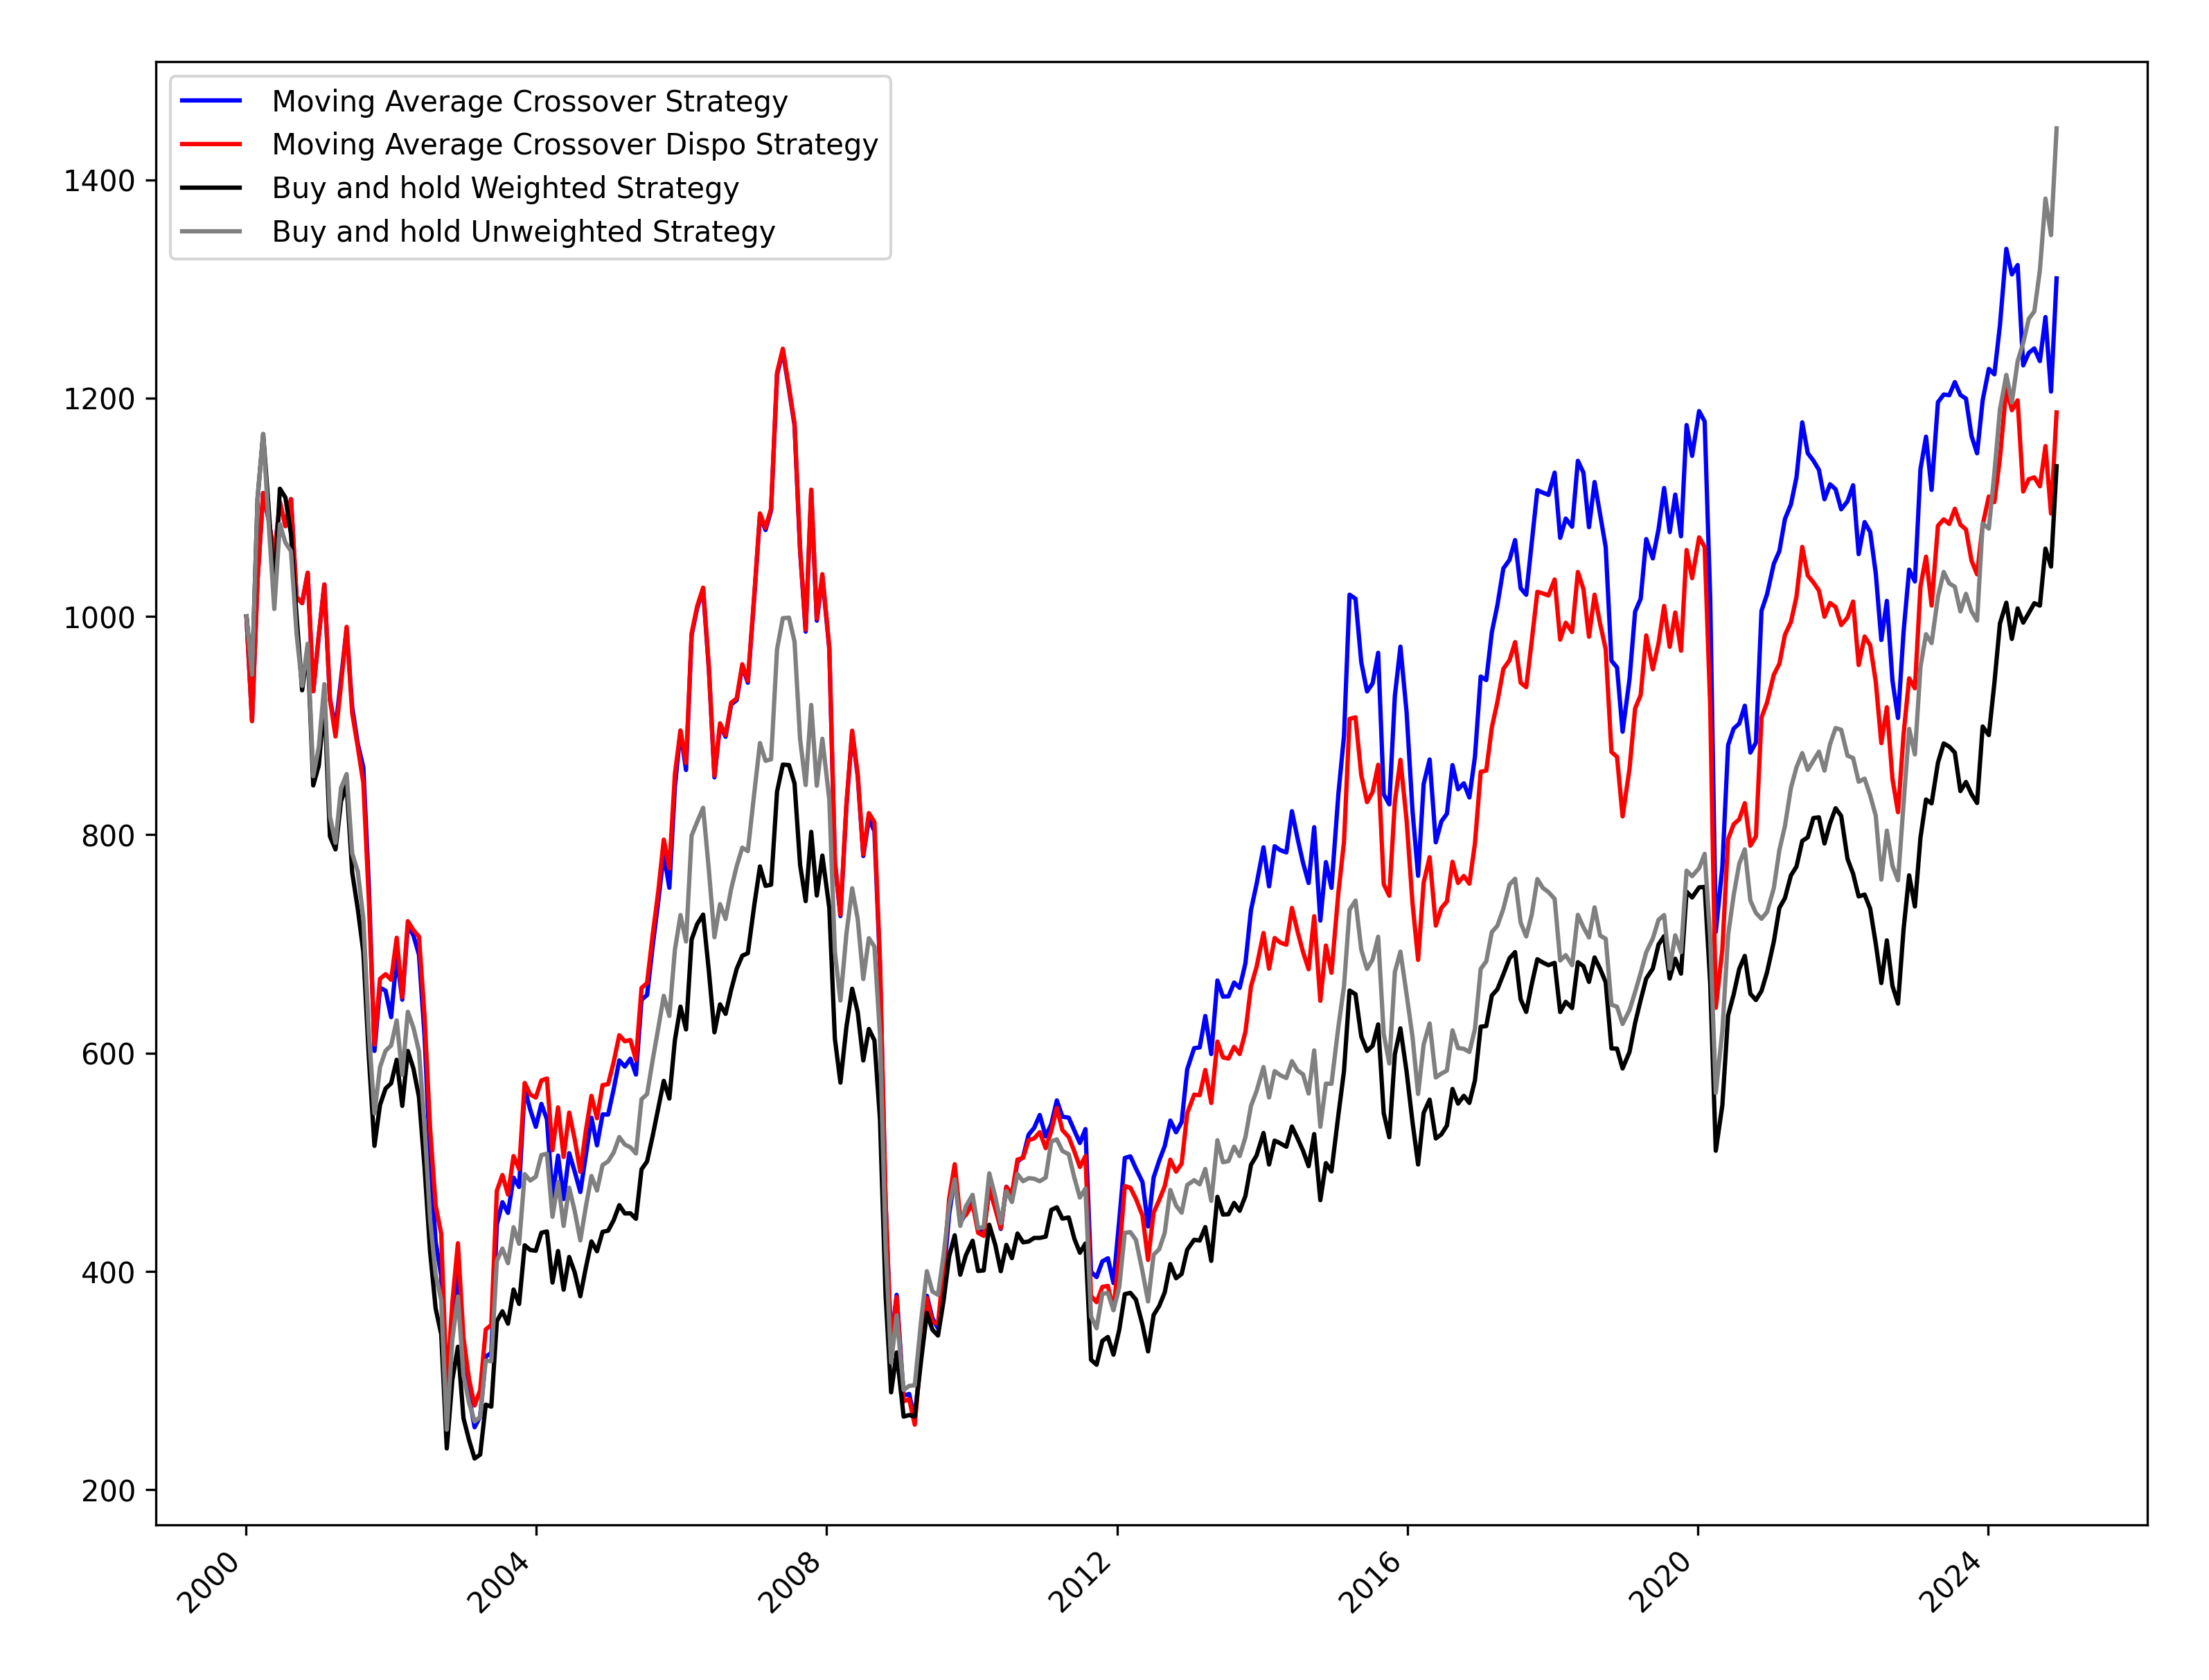 Moving Average Crossover Strategy
Moving Average Crossover Dispo Strategy
Buy and hold Weighted Strategy
Buy and hold Unweighted Strategy
1400
1200
1000
800
600
400
200
2000 2004 2008 2012 2016 2020 2024